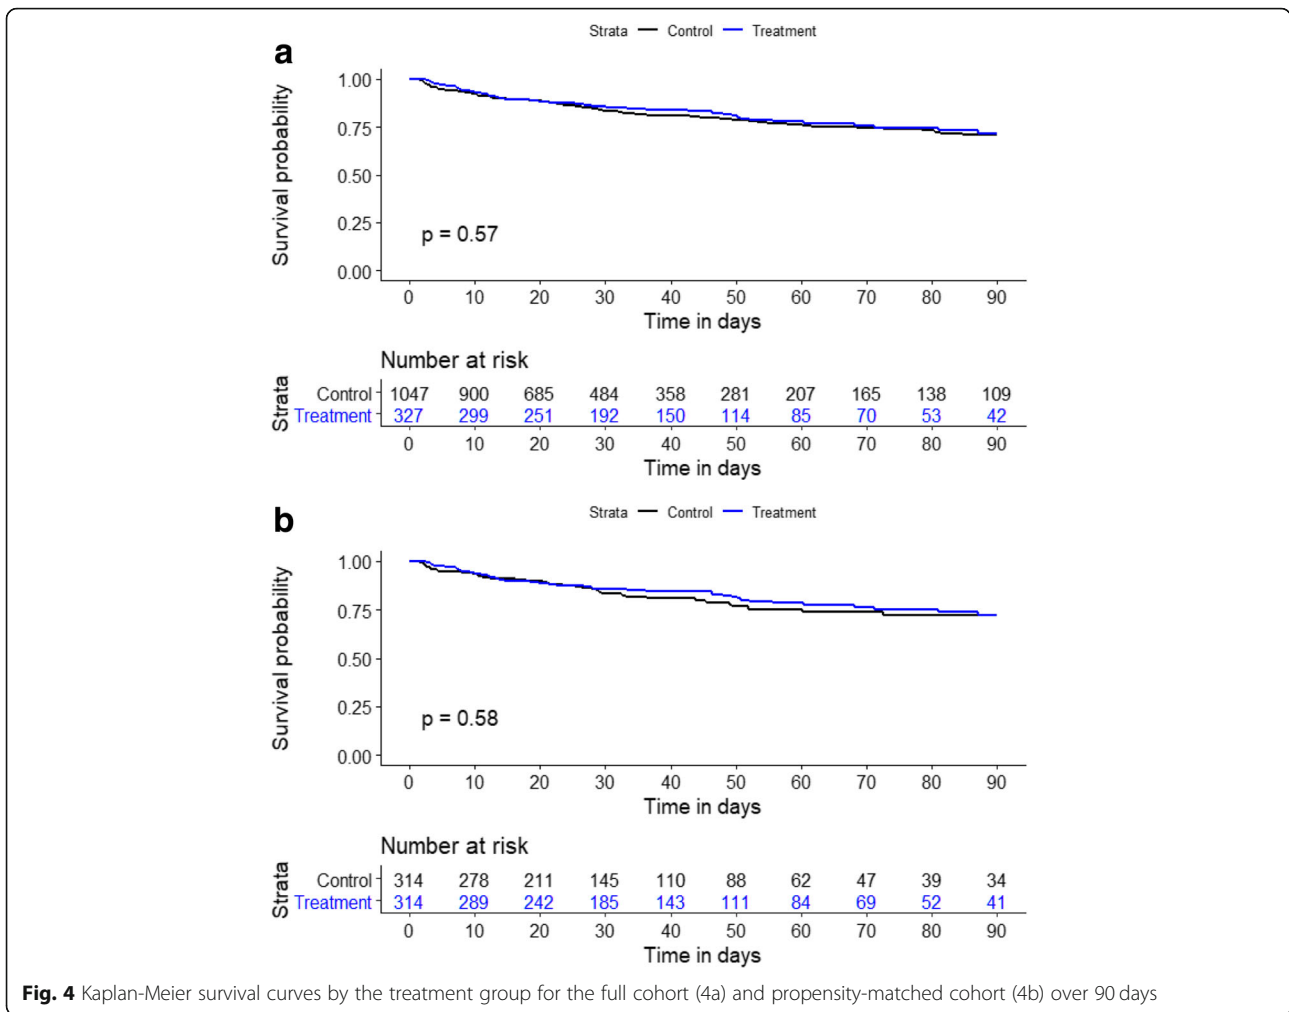 Strata Control Treatment
a
1.00
0.75
0.50
0.25
0.00
Survival probability
p = 0.57
0 10 20 30 40 50 60 70 80 90
Time in days
Number at risk
Strata
Control 1047 900 685 484 358 281 207 165 138 109
Treatment 327 299 251 192 150 114 85 70 53 42
0 10 20 30 40 50 60 70 80 90
Time in days
b
Strata Control Treatment
1.00
0.75
0.50
0.25
0.00
Survival probability
p = 0.58
0 10 20 30 40 50 60 70 80 90
Time in days
Number at risk
Strata
Control 314 278 211 145 110 88 62 47 39 34
Treatment 314 289 242 185 143 111 84 69 52 41
0 10 20 30 40 50 60 70 80 90
Time in days
Fig. 4 Kaplan-Meier survival curves by the treatment group for the full cohort (4a) and propensity-matched cohort (4b) over 90 days